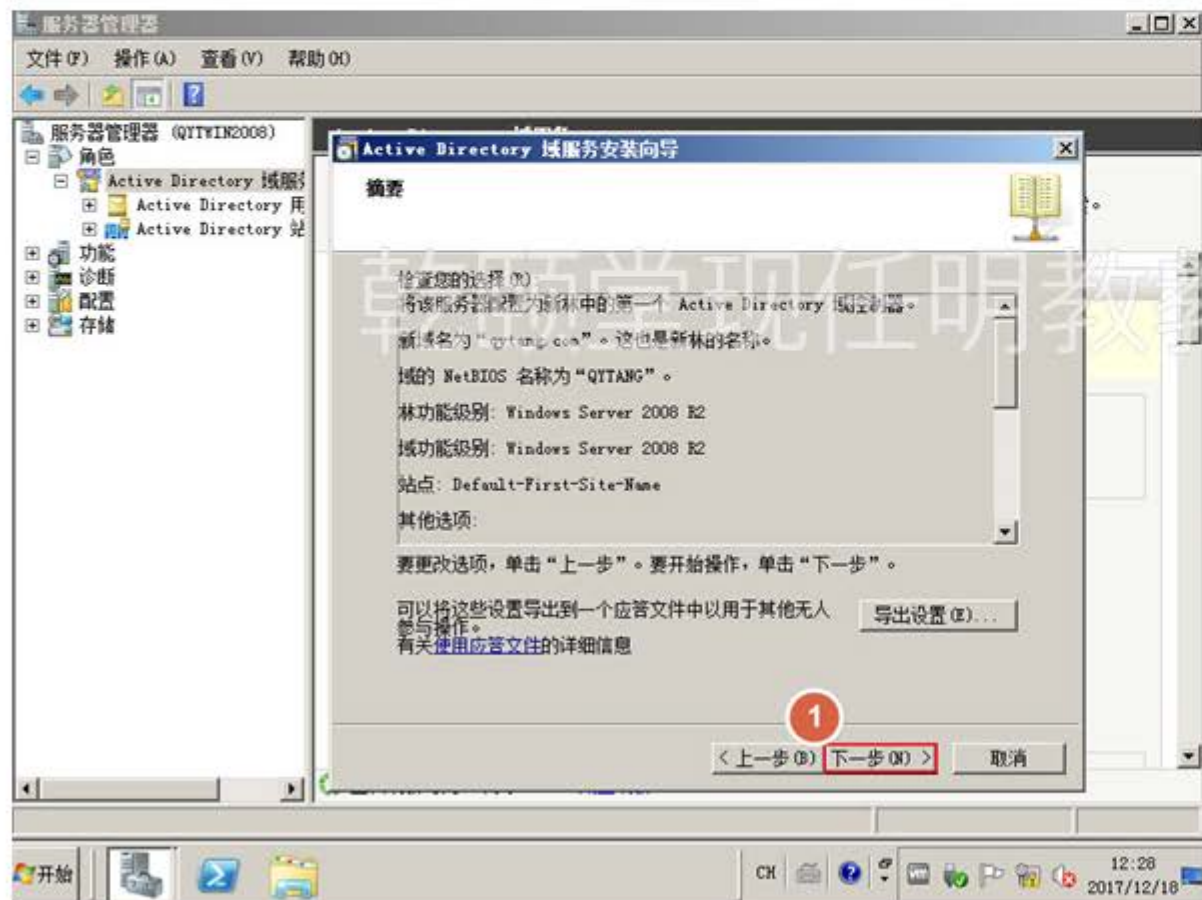 服务器管理器
文件(F) 操作(A) 查看(V) 帮助(H)
服务器管理器 (QYTWIN2008)
角色
Active Directory 域服务
Active Directory 用
Active Directory 站
功能
诊断
配置
存储
Active Directory 域服务安装向导
摘要
检查您的选择(R):
将该服务器配置为新林中的第一个 Active Directory 域控制器。
新域名为“qytang.com”。这也是新林的名称。
域的 NetBIOS 名称为“QYTANG”。
林功能级别: Windows Server 2008 R2
域功能级别: Windows Server 2008 R2
站点: Default-First-Site-Name
其他选项:
要更改选项，单击“上一步”。要开始操作，单击“下一步”。
可以将这些设置导出到一个应答文件中以用于其他无人
参与操作。
导出设置(E)...
有关使用应答文件的详细信息
1
< 上一步(B) 下一步(N) > 取消
乾颐堂现任明教教
开始
CH
12:28
2017/12/18